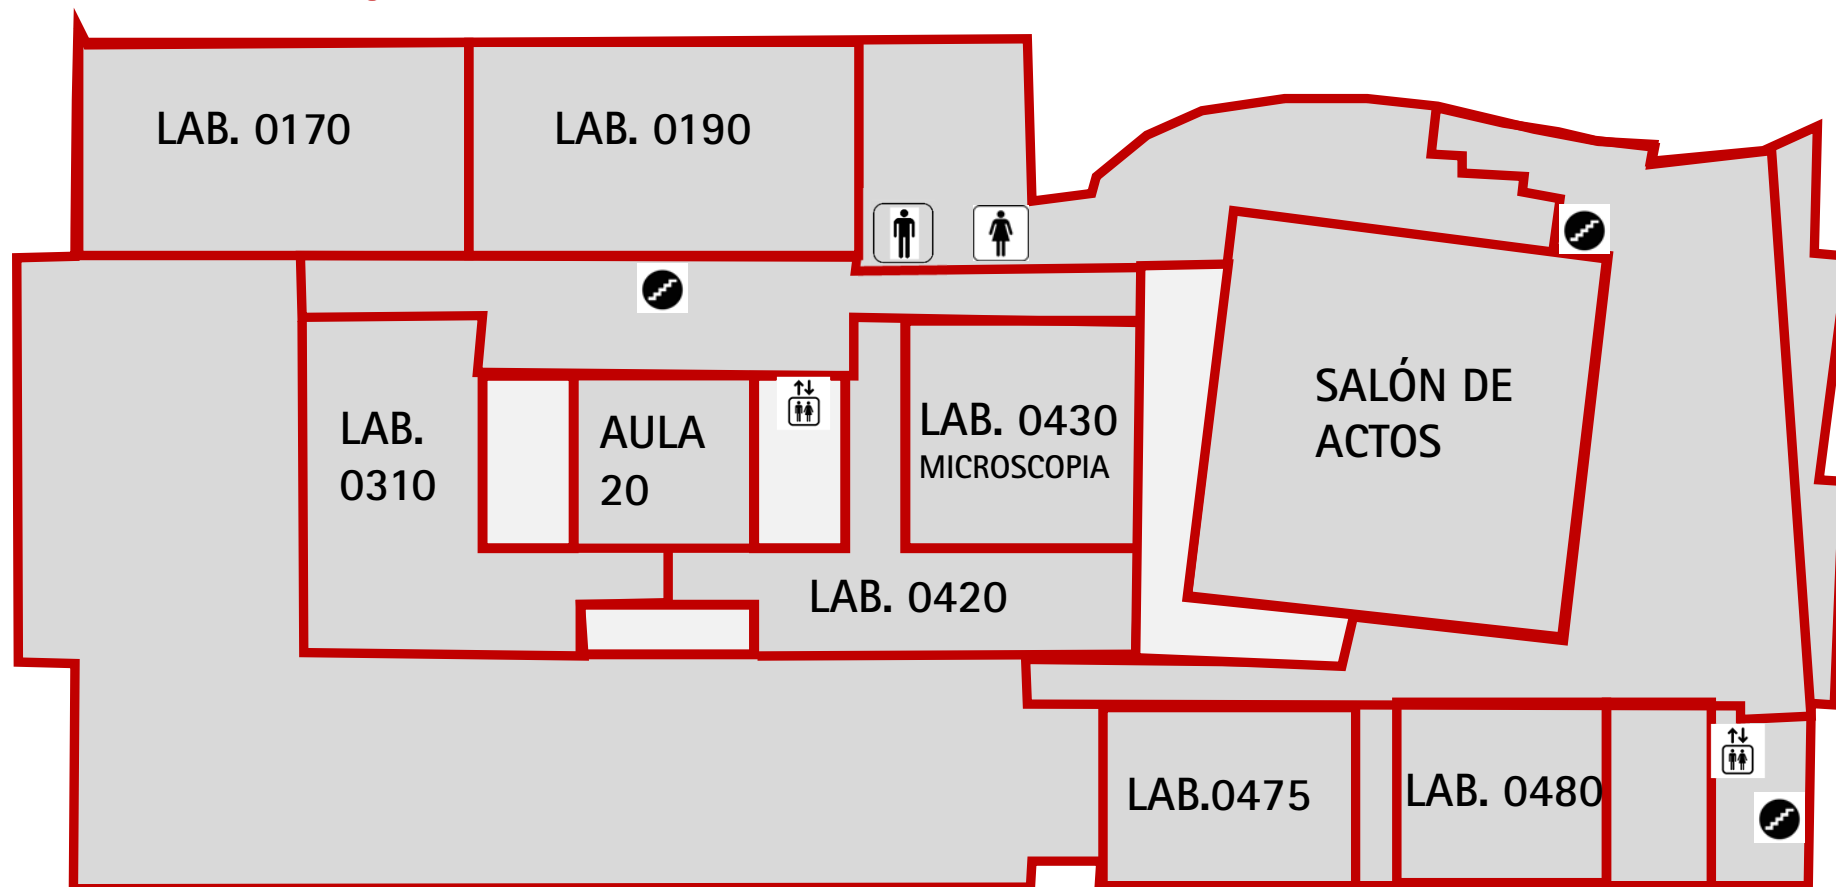 LAB. 0170
LAB. 0190
LAB.
0310
AULA
20
LAB. 0430
MICROSCOPIA
SALÓN DE
ACTOS
LAB. 0420
LAB.0475
LAB. 0480